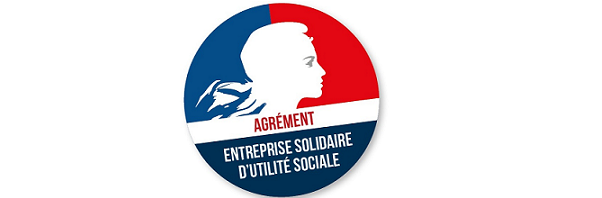 AGRÉMENT
ENTREPRISE SOLIDAIRE
D'UTILITÉ SOCIALE